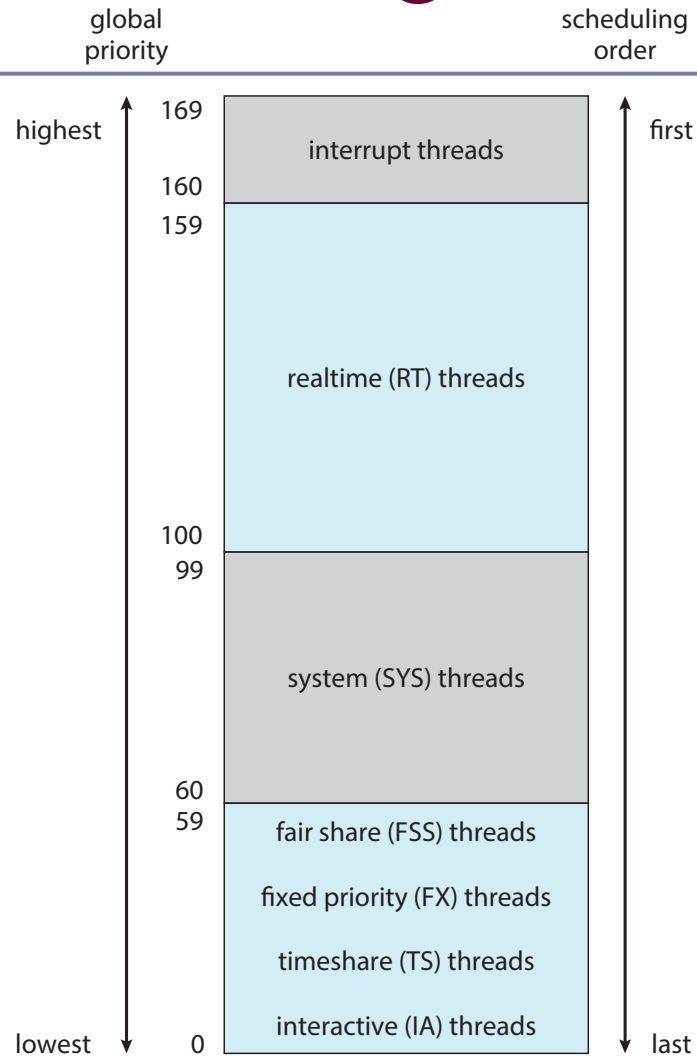 global
priority
scheduling
order
highest
169
interrupt threads
first
160
159
realtime (RT) threads
100
99
system (SYS) threads
60
59
fair share (FSS) threads
fixed priority (FX) threads
timeshare (TS) threads
interactive (IA) threads
lowest
0
last